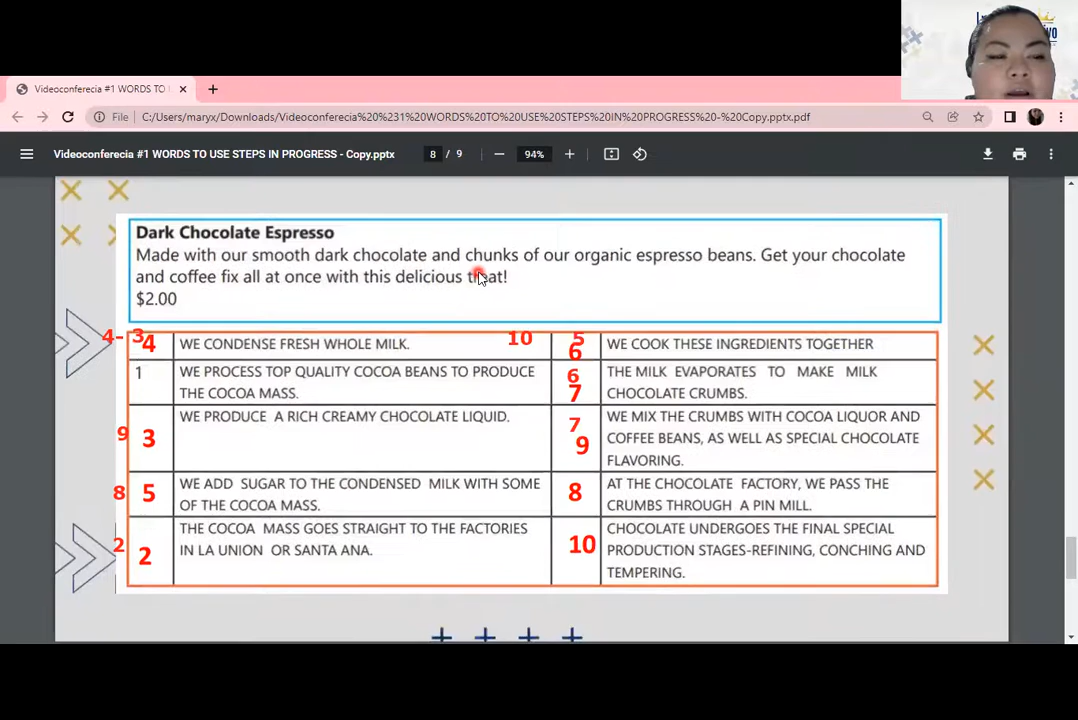 Videoconferecia #1 WORDS TO
File C:/Users/maryx/Downloads/Videoconferecia%20%231%20WORDS%20TO%20USE%20STEPS%20IN%20PROGRESS%20-%20Copy.pptx.pdf
Videoconferecia #1 WORDS TO USE STEPS IN PROGRESS - Copy.pptx 8 / 9 94%
Dark Chocolate Espresso
Made with our smooth dark chocolate and chunks of our organic espresso beans. Get your chocolate
and coffee fix all at once with this delicious treat!
$2.00
4- 3
4 WE CONDENSE FRESH WHOLE MILK. 10
1 WE PROCESS TOP QUALITY COCOA BEANS TO PRODUCE
THE COCOA MASS.
9 3 WE PRODUCE A RICH CREAMY CHOCOLATE LIQUID.
8 5 WE ADD SUGAR TO THE CONDENSED MILK WITH SOME
OF THE COCOA MASS.
2 2 THE COCOA MASS GOES STRAIGHT TO THE FACTORIES
IN LA UNION OR SANTA ANA.
5
6 WE COOK THESE INGREDIENTS TOGETHER
6 THE MILK EVAPORATES TO MAKE MILK
7 CHOCOLATE CRUMBS.
7 WE MIX THE CRUMBS WITH COCOA LIQUOR AND
9 COFFEE BEANS, AS WELL AS SPECIAL CHOCOLATE
FLAVORING.
8 AT THE CHOCOLATE FACTORY, WE PASS THE
CRUMBS THROUGH A PIN MILL.
CHOCOLATE UNDERGOES THE FINAL SPECIAL
10 PRODUCTION STAGES-REFINING, CONCHING AND
TEMPERING.